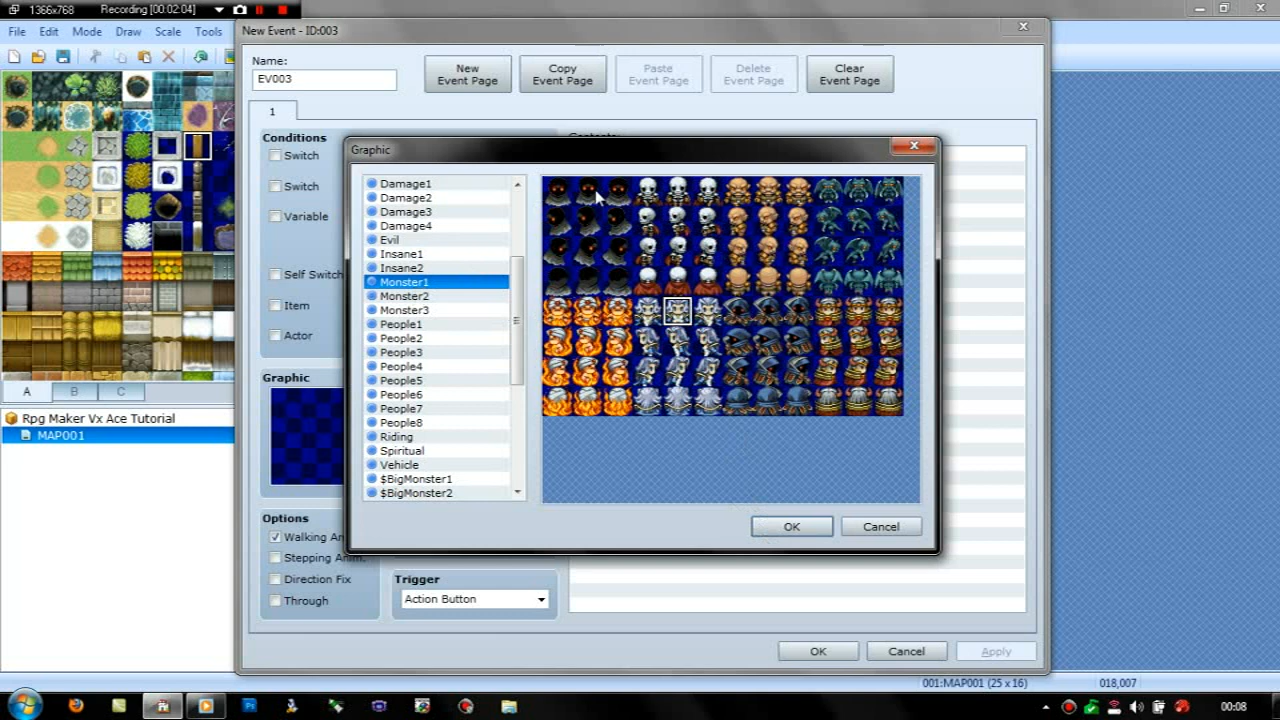 1366x768 Recording [00:02:04]
File Edit Mode Draw Scale Tools
New Event - ID:003
Name:
EV003
New Event Page
Copy Event Page
Paste Event Page
Delete Event Page
Clear Event Page
1
Conditions
Switch
Switch
Variable
Self Switch
Item
Actor
Graphic
Options
Walking An
Stepping Anim.
Direction Fix
Through
Trigger
Action Button
OK Cancel Apply
Graphic
Damage1
Damage2
Damage3
Damage4
Evil
Insane1
Insane2
Monster1
Monster2
Monster3
People1
People2
People3
People4
People5
People6
People7
People8
Riding
Spiritual
Vehicle
$BigMonster1
$BigMonster2
OK Cancel
A B C
Rpg Maker Vx Ace Tutorial
MAP001
001:MAP001 (25 x 16) 018,007
00:08